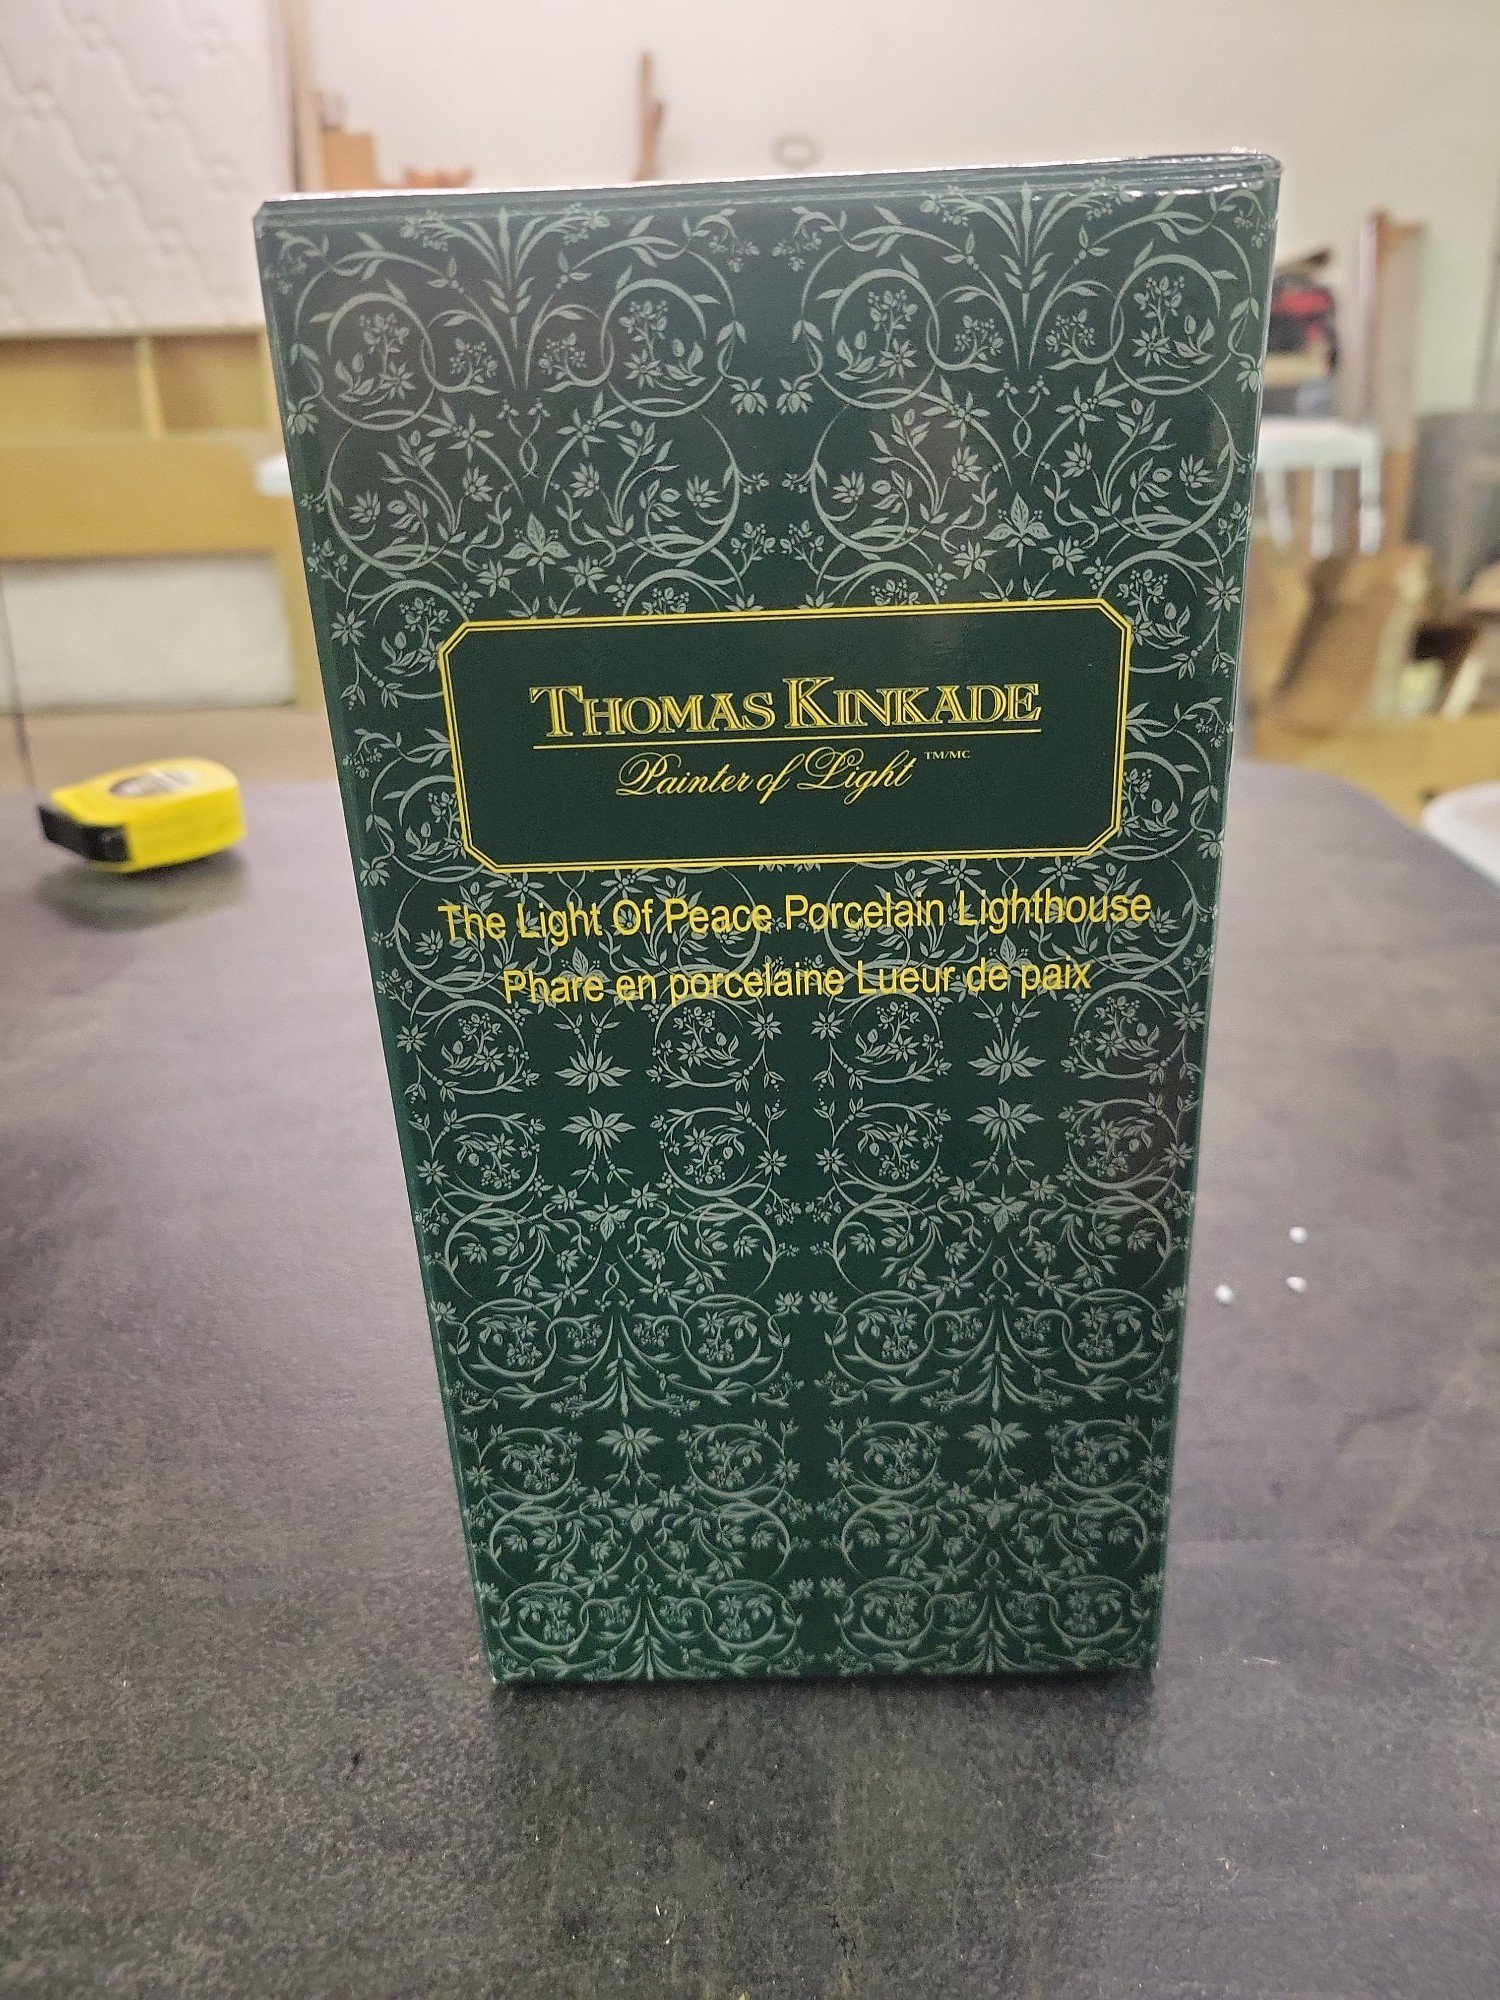 THOMAS KINKADE
Painter of Light TM/MC
The Light Of Peace Porcelain Lighthouse
Phare en porcelaine Lueur de paix